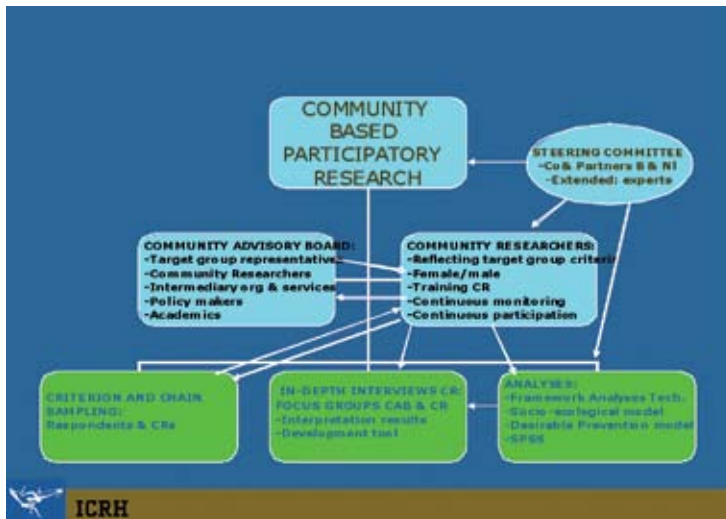 COMMUNITY
BASED
PARTICIPATORY
RESEARCH
STEERING COMMITTEE
-Co& Partners B & Nl
-Extended: experts
COMMUNITY ADVISORY BOARD:
-Target group representatives
-Community Researchers
-Intermediary org & services
-Policy makers
-Academics
COMMUNITY RESEARCHERS:
-Reflecting target group criteria
-Female/male
-Training CR
-Continuous monitoring
-Continuous participation
CRITERION AND CHAIN
SAMPLING:
Respondents & CRs
IN-DEPTH INTERVIEWS CR:
FOCUS GROUPS CAB & CR
-Interpretation results
-Development tool
ANALYSES:
-Framework Analyses Tech.
-Socio-ecological model
-Desirable Prevention model
-SPSS
ICRH